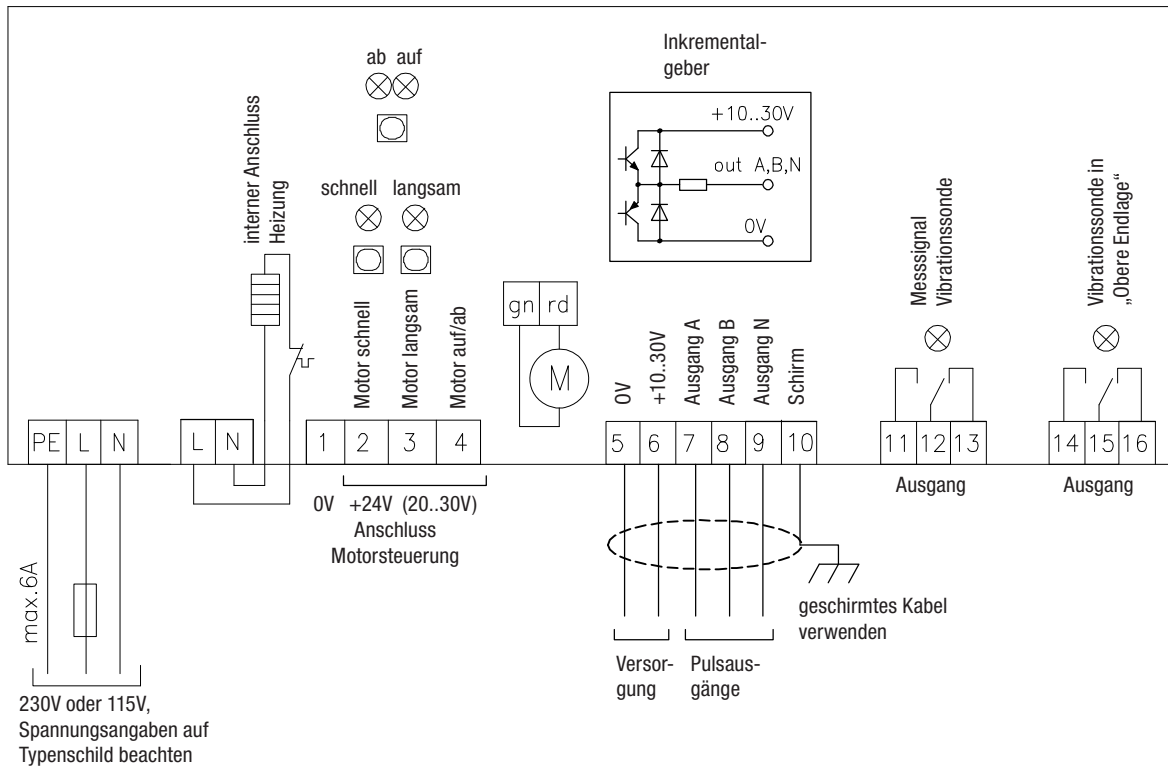 ab auf
Inkremental-
geber
+10..30V
out A,B,N
0V
interner Anschluss
Heizung
schnell langsam
Motor schnell
Motor langsam
Motor auf/ab
gn rd
M
0V
+10..30V
Ausgang A
Ausgang B
Ausgang N
Schirm
Messsignal
Vibrationssonde
Vibrationssonde in
„Obere Endlage“
PE L N
L N
1 2 3 4
5 6 7 8 9 10
11 12 13
14 15 16
0V +24V (20..30V)
Anschluss
Motorsteuerung
Ausgang
Ausgang
max.6A
geschirmtes Kabel
verwenden
Versor-
gung
Pulsaus-
gänge
230V oder 115V,
Spannungsangaben auf
Typenschild beachten